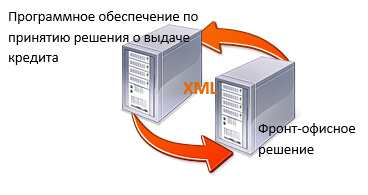 Программное обеспечение по
принятию решения о выдаче
кредита
XML
Фронт-офисное
решение